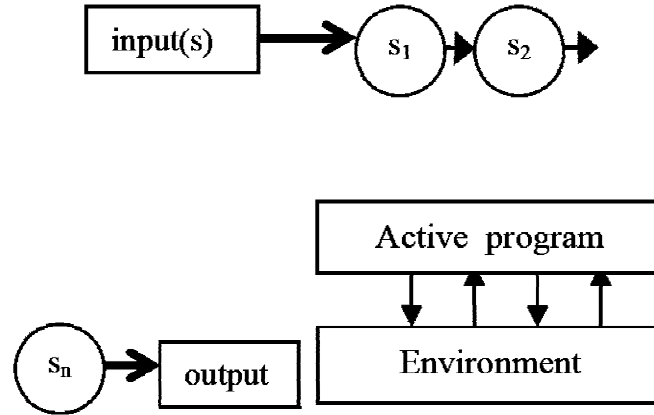 input(s)
s₁
s₂
Active program
Environment
sₙ
output